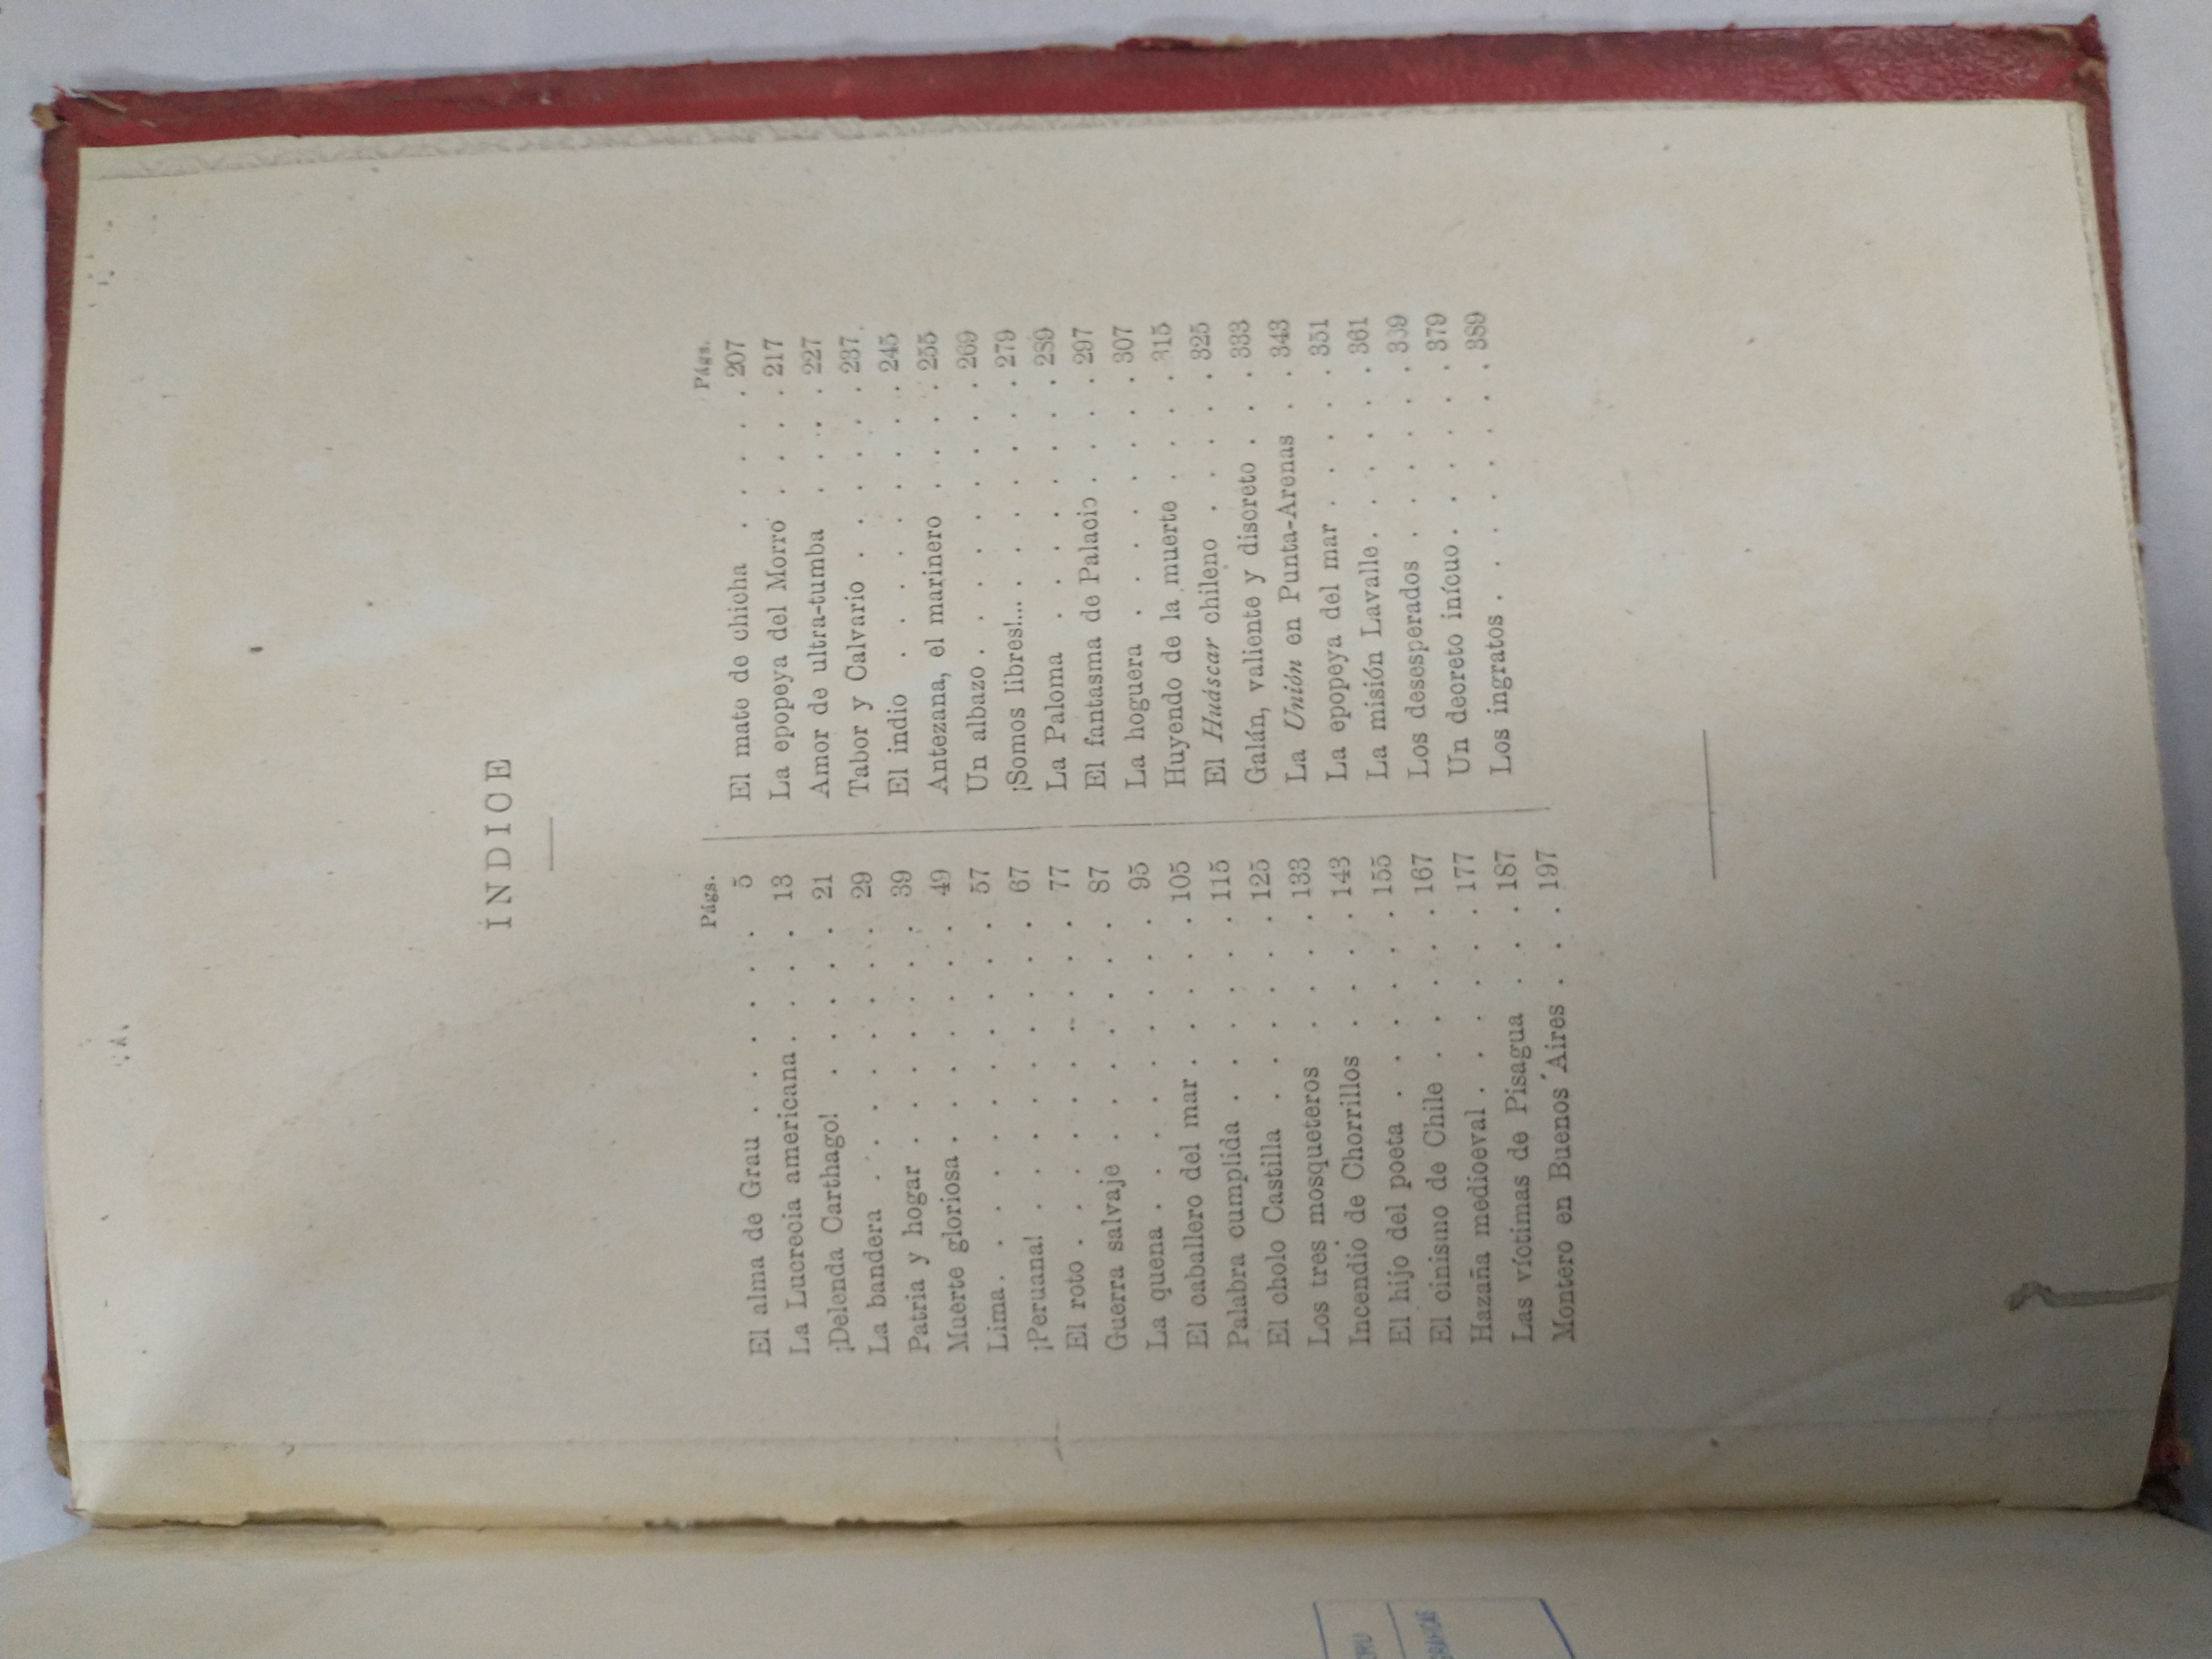 ÍNDICE
Págs.
El alma de Grau . . . . . . 5
La Lucrecia americana . . . . 13
¡Delenda Carthago! . . . . . 21
La bandera . . . . . . . . 29
Patria y hogar . . . . . . . 39
Muerte gloriosa . . . . . . . 49
Lima . . . . . . . . . . 57
¡Peruana! . . . . . . . . . 67
El roto . . . . . . . . . . 77
Guerra salvaje . . . . . . . 87
La quena . . . . . . . . . 95
El caballero del mar . . . . . 105
Palabra cumplida . . . . . . 115
El cholo Castilla . . . . . . 125
Los tres mosqueteros . . . . 133
Incendio de Chorrillos . . . . 143
El hijo del poeta . . . . . . 155
El cinismo de Chile . . . . . 167
Hazaña medioeval . . . . . . 177
Las víctimas de Pisagua . . . 187
Montero en Buenos Aires . . . 197
Págs.
El mate de chicha . . . . . 207
La epopeya del Morro . . . . 217
Amor de ultra-tumba . . . . 227
Tabor y Calvario . . . . . . 237
El indio . . . . . . . . . 245
Antezana, el marinero . . . . 255
Un albazo . . . . . . . . . 269
¡Somos libres!... . . . . . . 279
La Paloma . . . . . . . . 289
El fantasma de Palacio . . . . 297
La hoguera . . . . . . . . 307
Huyendo de la muerte . . . . 315
El Huáscar chileno . . . . . 325
Galán, valiente y discreto . . . 333
La Unión en Punta-Arenas . . 343
La epopeya del mar . . . . . 351
La misión Lavalle . . . . . . 361
Los desesperados . . . . . . 369
Un decreto inícuo . . . . . . 379
Los ingratos . . . . . . . . 389